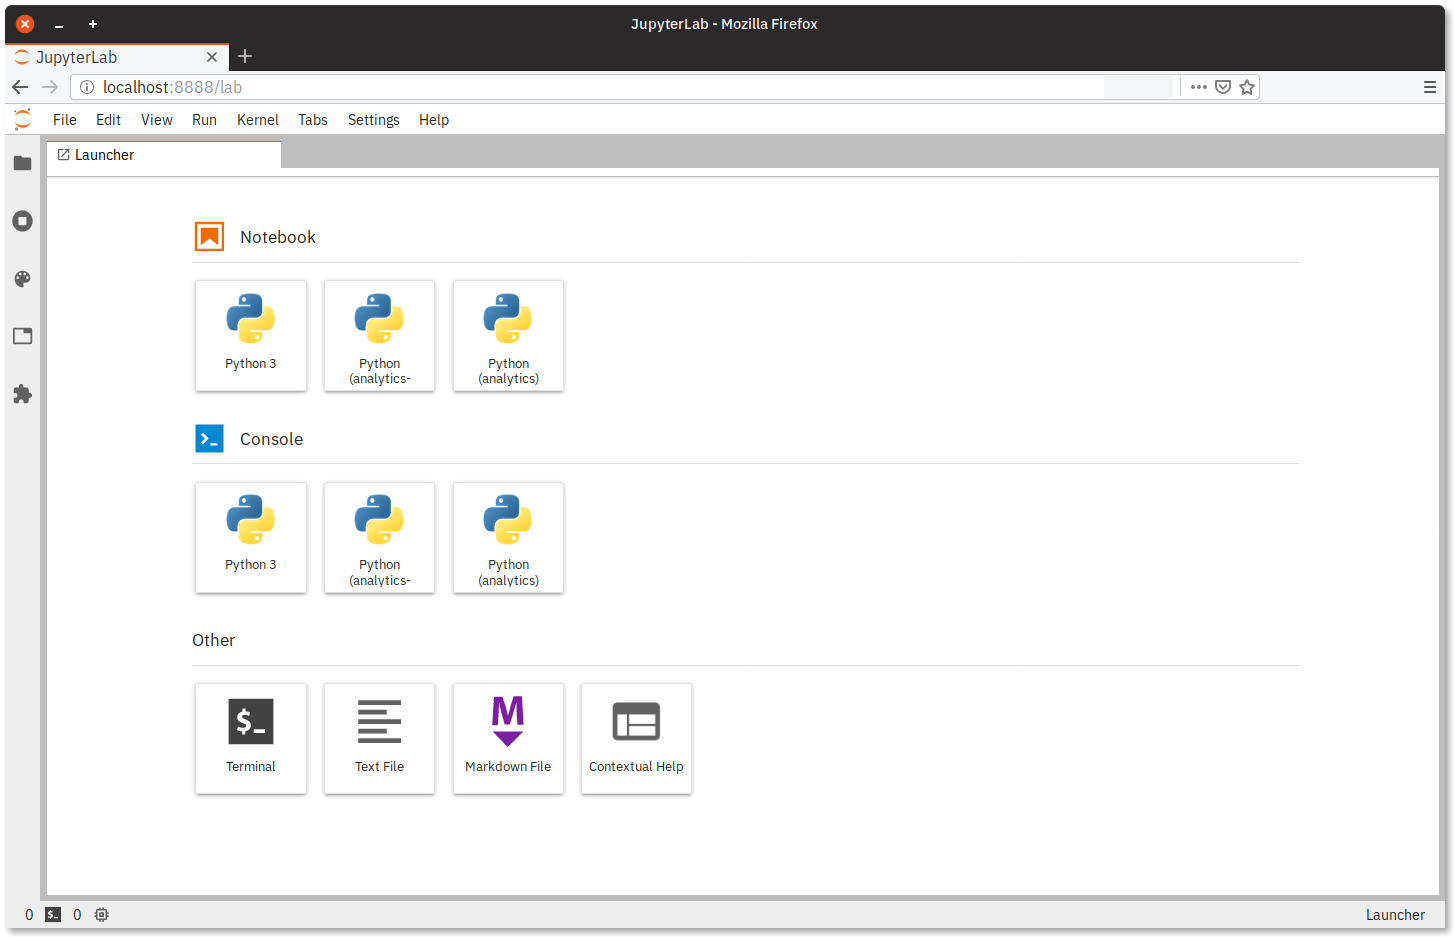 JupyterLab - Mozilla Firefox
JupyterLab
localhost:8888/lab
File Edit View Run Kernel Tabs Settings Help
Launcher
Notebook
Python 3
Python
(analytics-
Python
(analytics)
Console
Python 3
Python
(analytics-
Python
(analytics)
Other
$_
Terminal
Text File
M
Markdown File
Contextual Help
0 $_ 0
Launcher